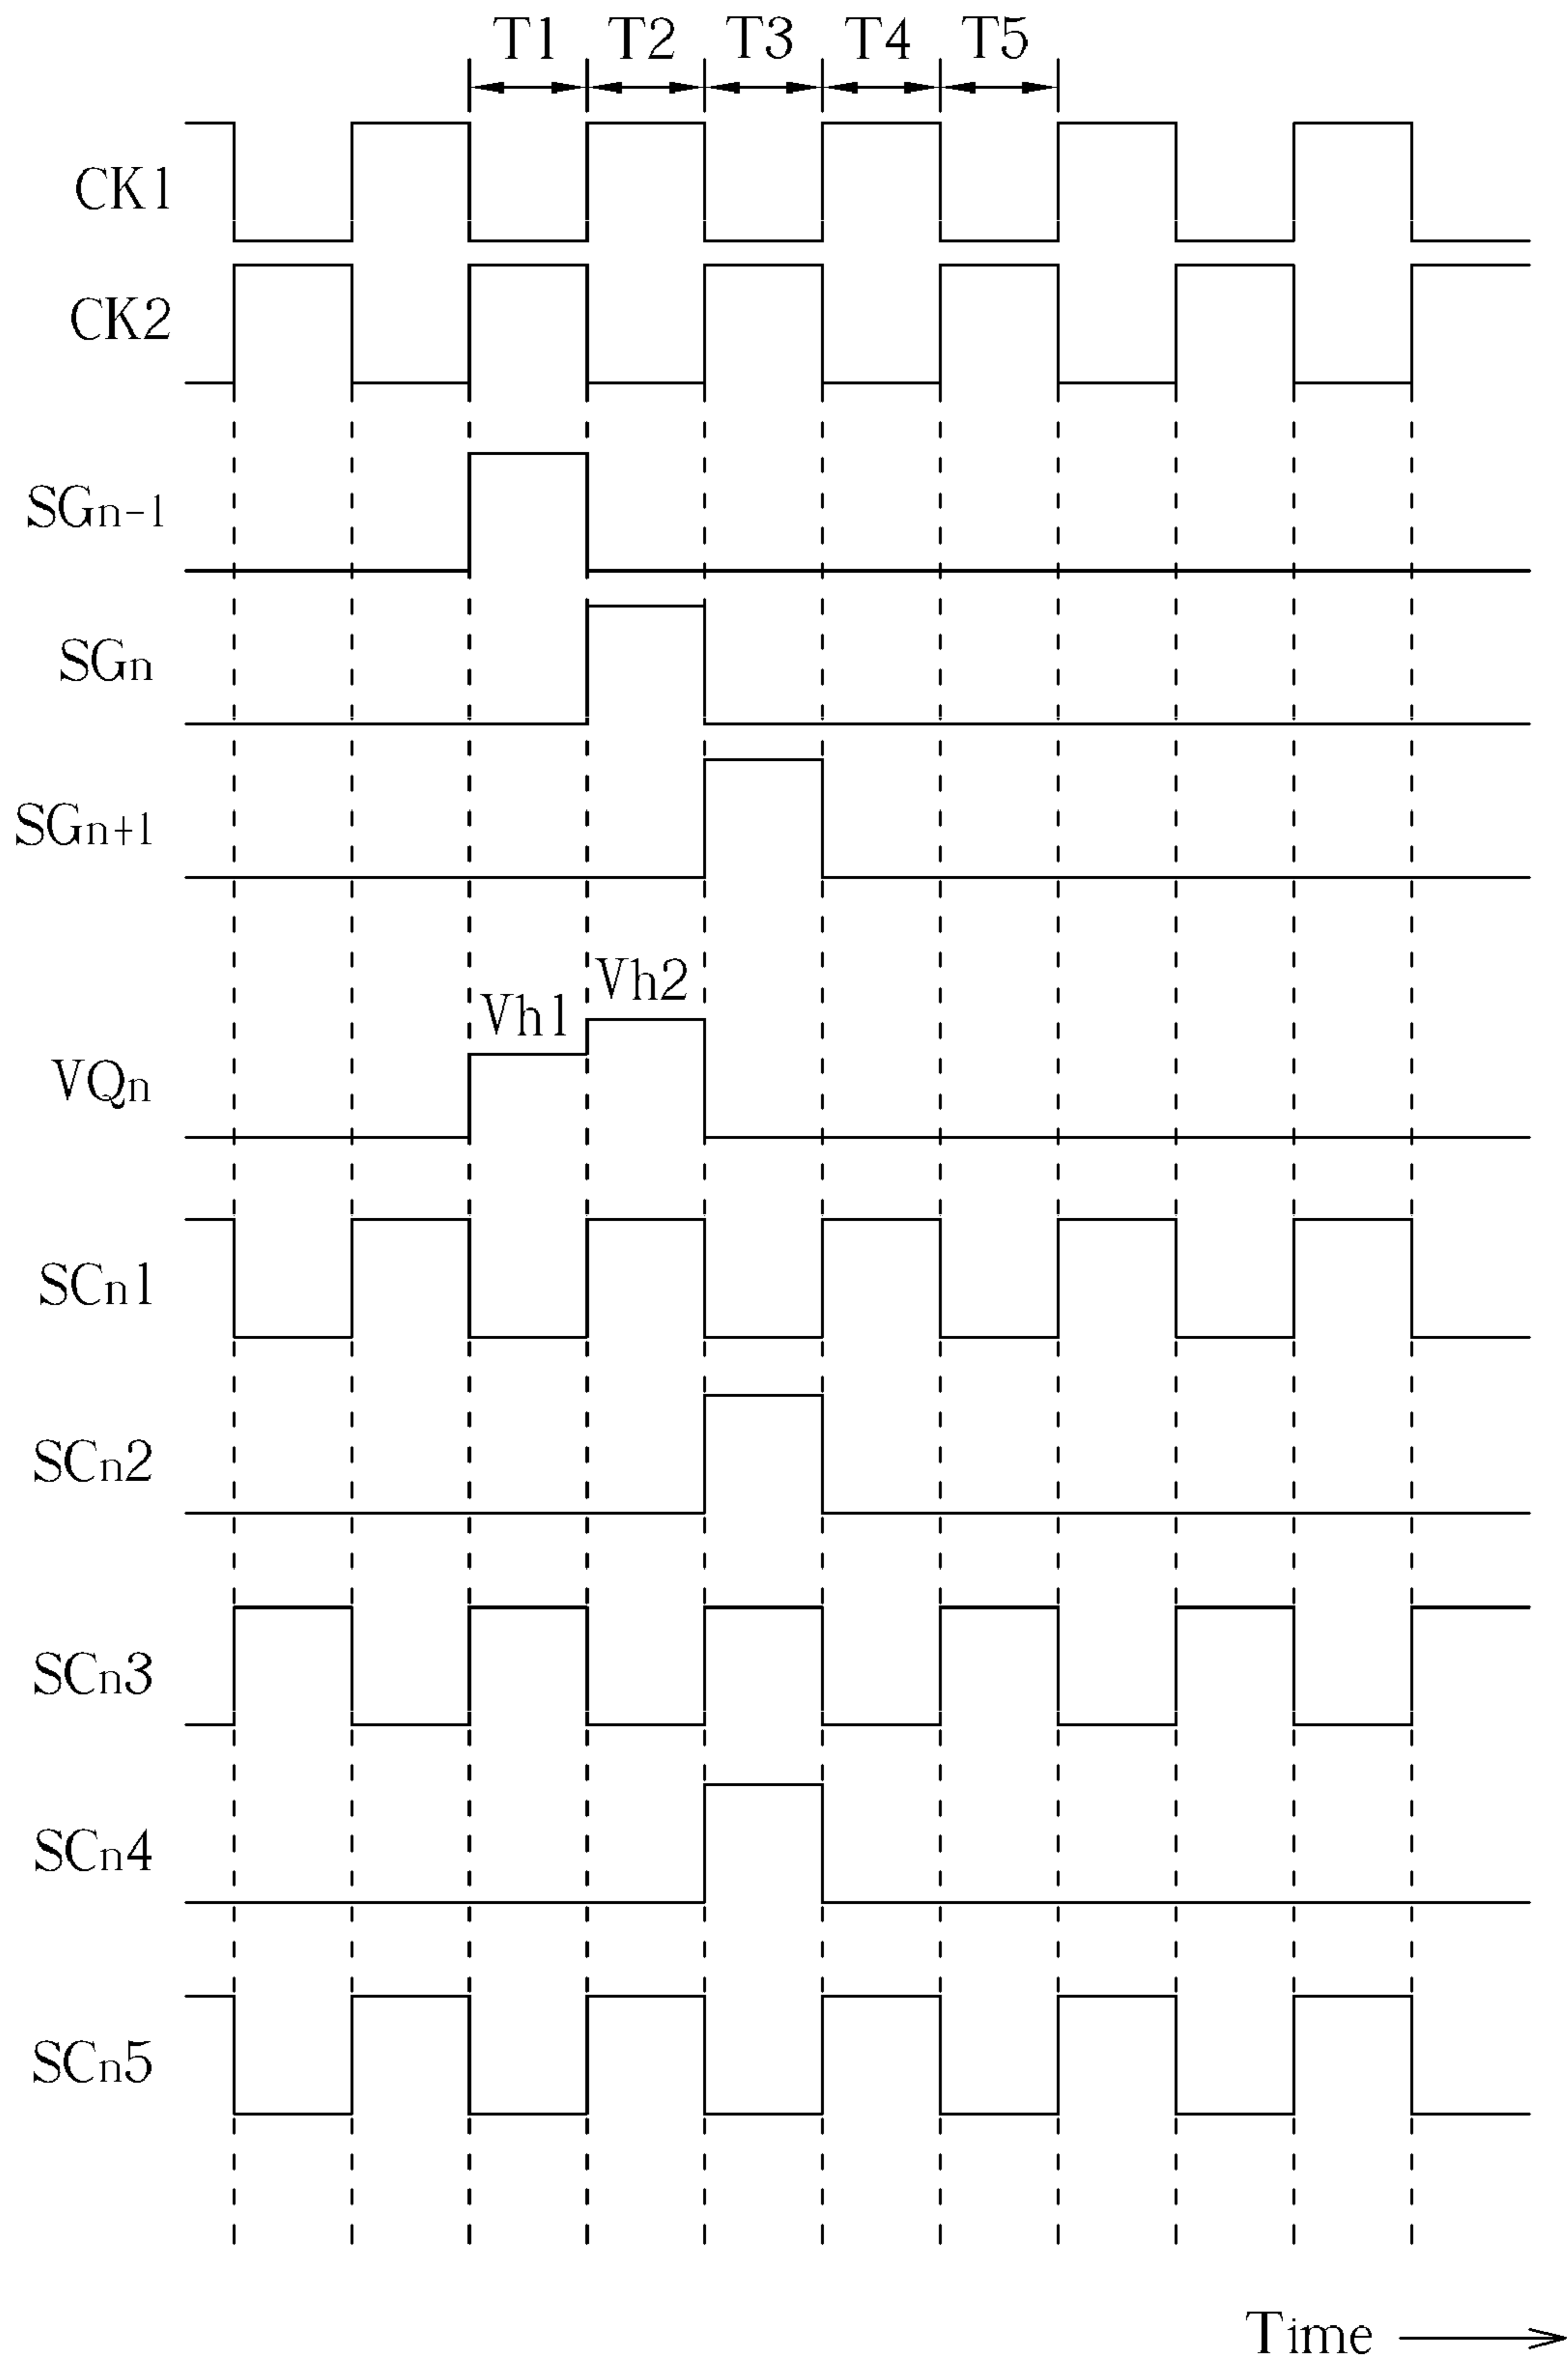 T1 T2 T3 T4 T5
CK1
CK2
SGn-1
SGn
SGn+1
Vh2
Vh1
VQn
SCn1
SCn2
SCn3
SCn4
SCn5
Time